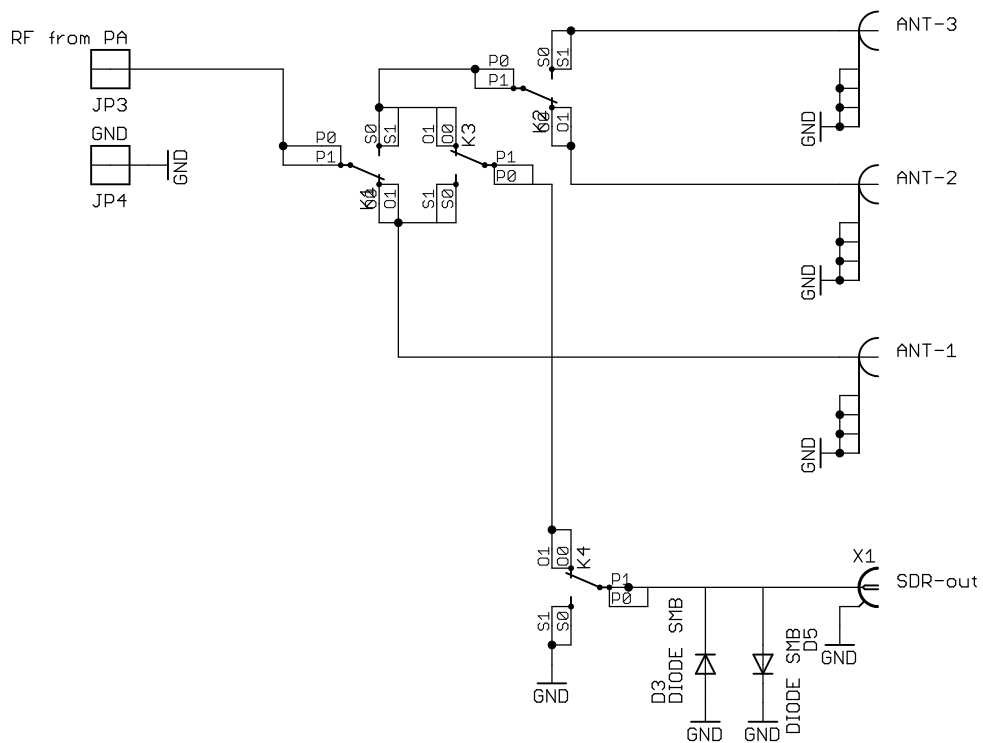 RF from PA
JP3
GND
JP4
GND
P0
P1
S0
S1
K1
O0
O1
O1
O0
K3
S1
S0
P1
P0
P0
P1
S0
S1
K2
O0
O1
ANT-3
GND
ANT-2
GND
ANT-1
GND
O1
O0
K4
S1
S0
GND
P1
P0
D3
DIODE SMB
GND
DIODE SMB
D5
GND
X1
SDR-out
GND